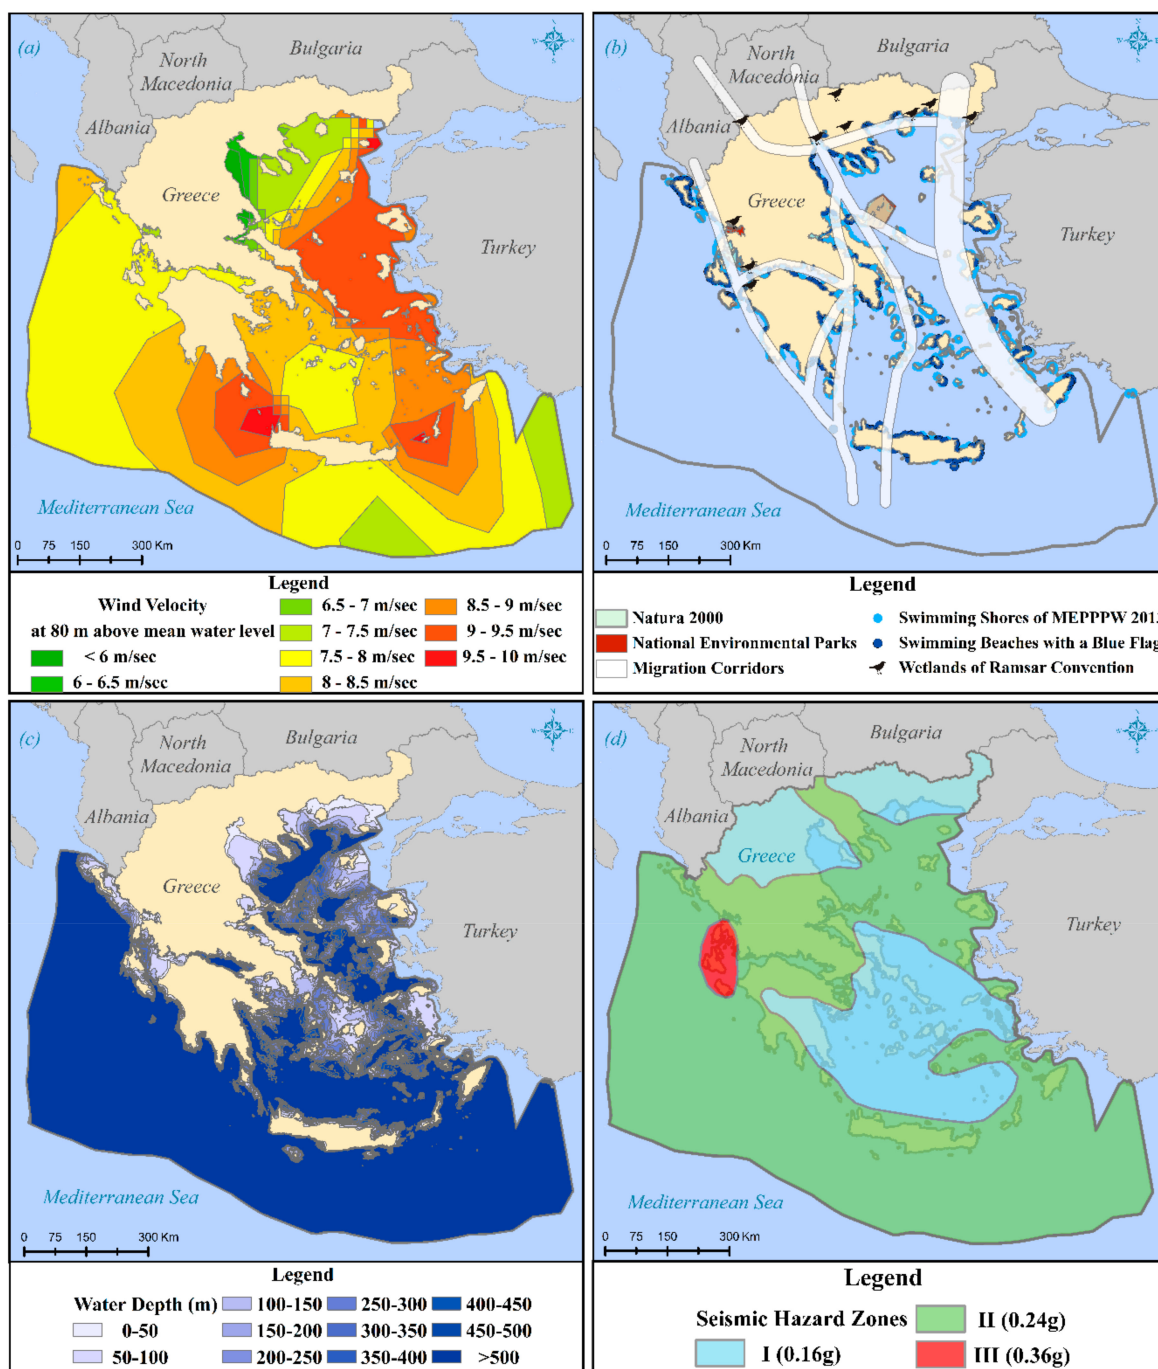 (a)
Bulgaria
North
Macedonia
Albania
Greece
Turkey
Mediterranean Sea
0 75 150 300 Km
Legend
Wind Velocity
at 80 m above mean water level
< 6 m/sec
6 - 6.5 m/sec
6.5 - 7 m/sec
7 - 7.5 m/sec
7.5 - 8 m/sec
8 - 8.5 m/sec
8.5 - 9 m/sec
9 - 9.5 m/sec
9.5 - 10 m/sec
(b)
Bulgaria
North
Macedonia
Albania
Greece
Turkey
Mediterranean Sea
0 75 150 300 Km
Legend
Natura 2000
National Environmental Parks
Migration Corridors
Swimming Shores of MEPPPW 201
Swimming Beaches with a Blue Flag
Wetlands of Ramsar Convention
(c)
Bulgaria
North
Macedonia
Albania
Greece
Turkey
Mediterranean Sea
0 75 150 300 Km
Legend
Water Depth (m)
0-50
50-100
100-150
150-200
200-250
250-300
300-350
350-400
400-450
450-500
>500
(d)
Bulgaria
North
Macedonia
Albania
Greece
Turkey
Mediterranean Sea
0 75 150 300 Km
Legend
Seismic Hazard Zones
I (0.16g)
II (0.24g)
III (0.36g)